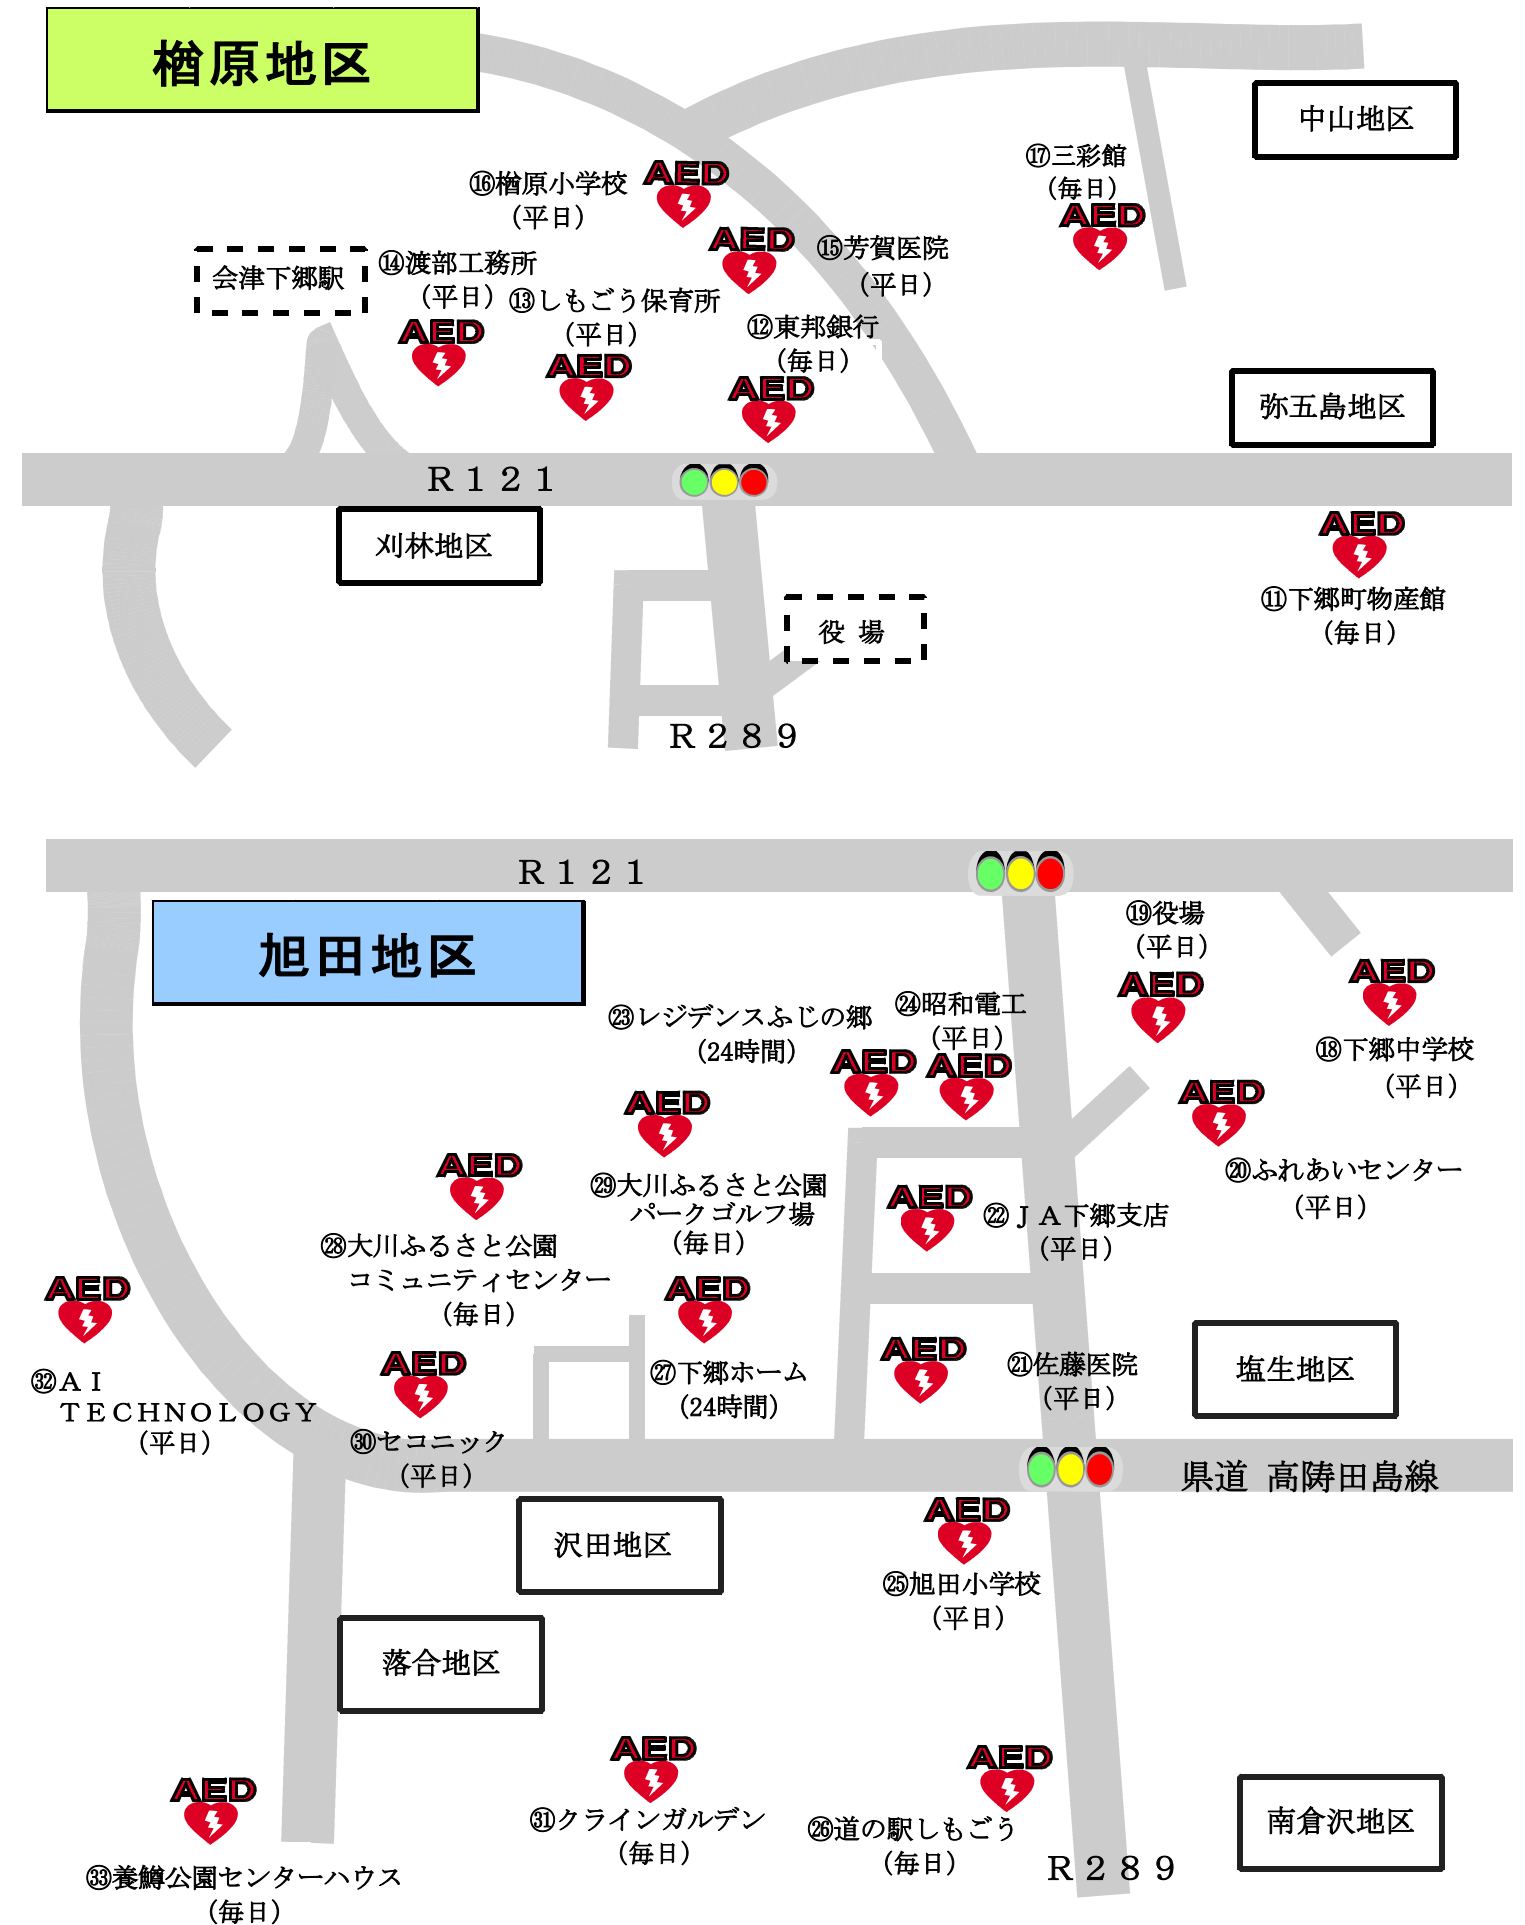 楢原地区
中山地区
⑰三彩館
(毎日)
AED
⑯楢原小学校
(平日)
AED
AED
⑮芳賀医院
(平日)
会津下郷駅
⑭渡部工務所
(平日)
AED
⑬しもごう保育所
(平日)
AED
⑫東邦銀行
(毎日)
AED
弥五島地区
R121
刈林地区
AED
⑪下郷町物産館
(毎日)
役 場
R289
R121
旭田地区
⑲役場
(平日)
AED
AED
⑱下郷中学校
(平日)
㉓レジデンスふじの郷
(24時間)
AED
㉔昭和電工
(平日)
AED
AED
⑳ふれあいセンター
(平日)
AED
㉙大川ふるさと公園
パークゴルフ場
(毎日)
AED
㉘大川ふるさと公園
コミュニティセンター
(毎日)
AED
㉒JA下郷支店
(平日)
AED
㉜AI
TECHNOLOGY
(平日)
AED
㉚セコニック
(平日)
AED
㉗下郷ホーム
(24時間)
AED
㉑佐藤医院
(平日)
塩生地区
県道 高陦田島線
沢田地区
AED
㉕旭田小学校
(平日)
落合地区
AED
㉛クラインガルデン
(毎日)
AED
㉖道の駅しもごう
(毎日)
R289
南倉沢地区
AED
㉝養鱒公園センターハウス
(毎日)